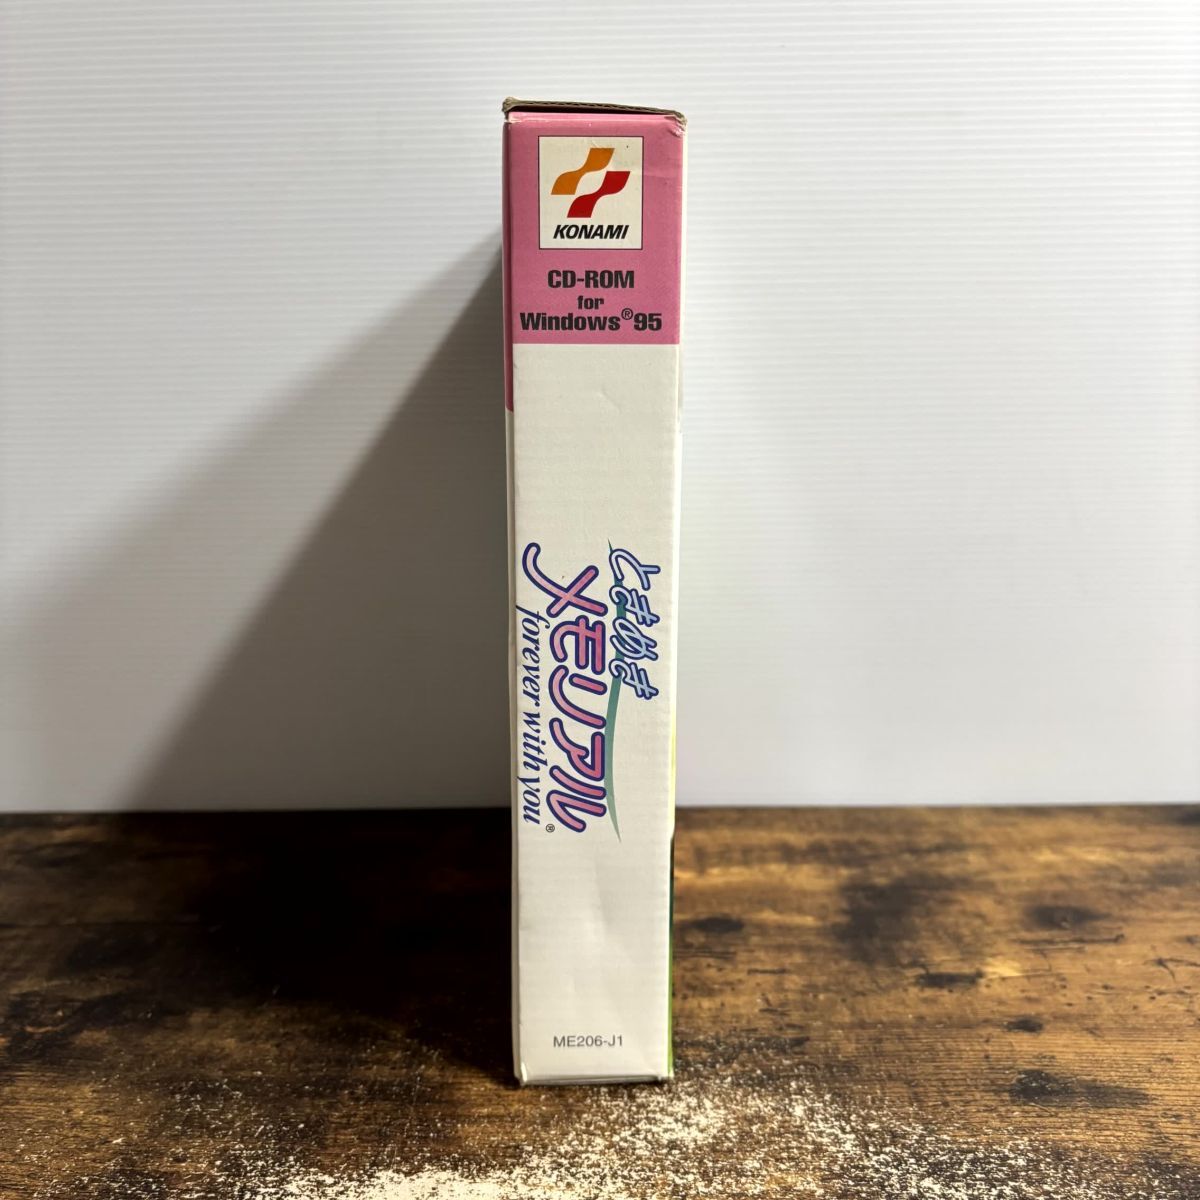 KONAMI
CD-ROM
for
Windows®95
ときめき
メモリアル
forever with you®
ME206-J1